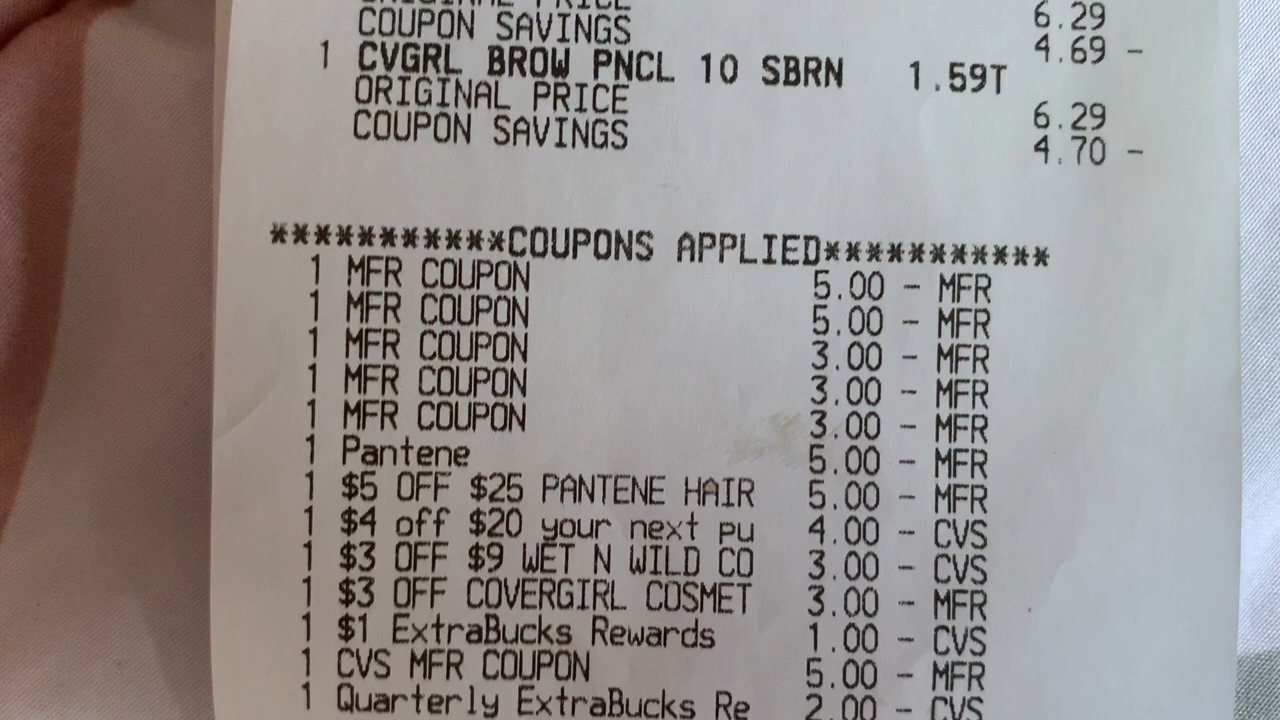 ORIGINAL PRICE 6.29
COUPON SAVINGS 4.69 -
1 CVGRL BROW PNCL 10 SBRN 1.59T
ORIGINAL PRICE 6.29
COUPON SAVINGS 4.70 -
***********COUPONS APPLIED***********
1 MFR COUPON 5.00 - MFR
1 MFR COUPON 5.00 - MFR
1 MFR COUPON 3.00 - MFR
1 MFR COUPON 3.00 - MFR
1 MFR COUPON 3.00 - MFR
1 Pantene 5.00 - MFR
1 $5 OFF $25 PANTENE HAIR 5.00 - MFR
1 $4 off $20 your next pu 4.00 - CVS
1 $3 OFF $9 WET N WILD CO 3.00 - CVS
1 $3 OFF COVERGIRL COSMET 3.00 - MFR
1 $1 ExtraBucks Rewards 1.00 - CVS
1 CVS MFR COUPON 5.00 - MFR
1 Quarterly ExtraBucks Re 2.00 - CVS